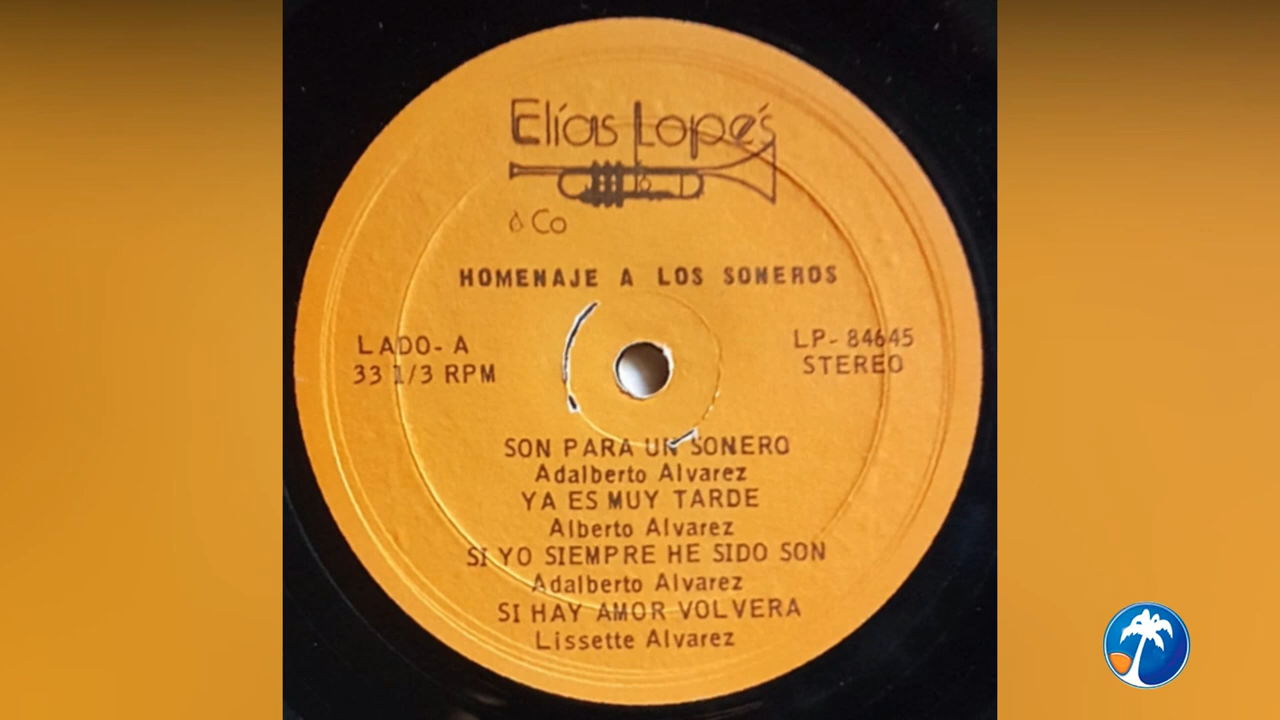 Elías Lope's
& Co
HOMENAJE A LOS SONEROS
LADO-A
33 1/3 RPM
LP-84645
STEREO
SON PARA UN SONERO
Adalberto Alvarez
YA ES MUY TARDE
Alberto Alvarez
SI YO SIEMPRE HE SIDO SON
Adalberto Alvarez
SI HAY AMOR VOLVERA
Lissette Alvarez